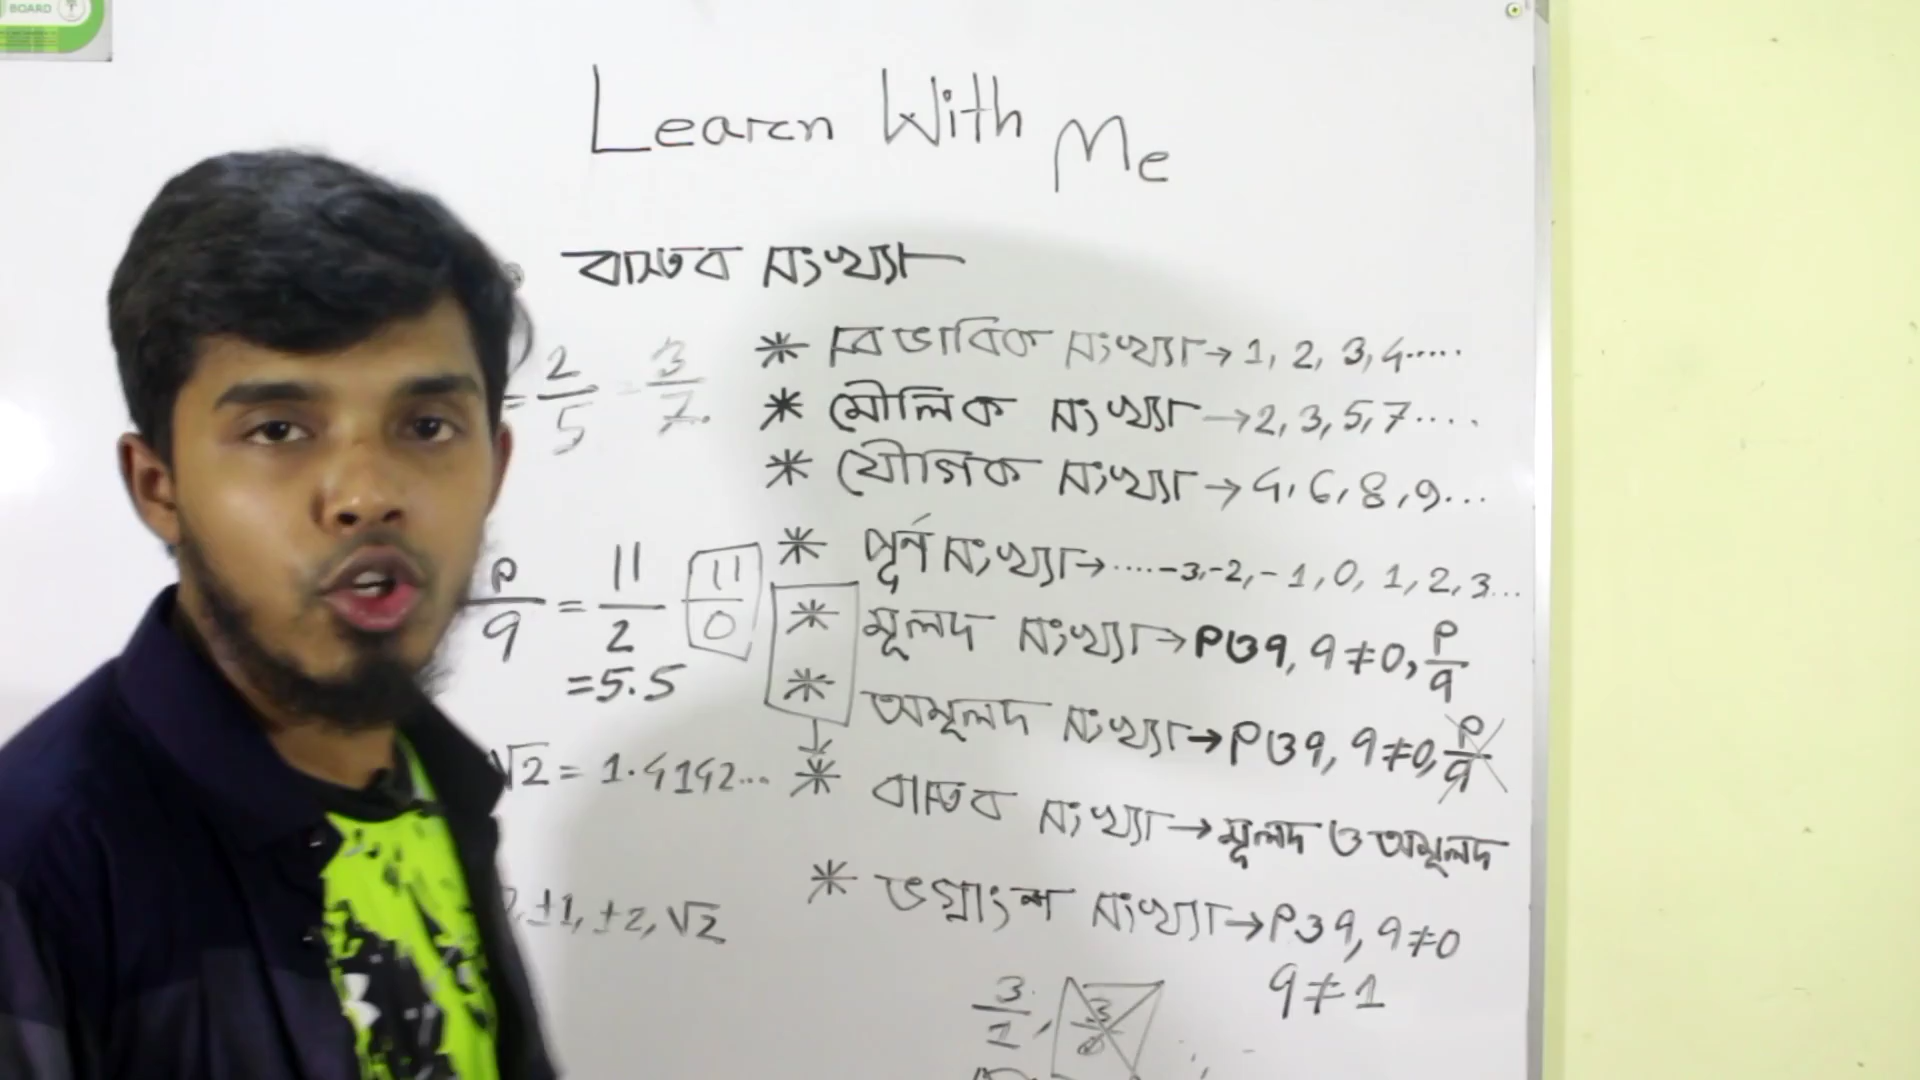 BOARD
Learn With Me
বাস্তব সংখ্যা
= 2/5 3/7
* স্বাভাবিক সংখ্যা → 1, 2, 3, 4.....
* মৌলিক সংখ্যা → 2, 3, 5, 7....
* যৌগিক সংখ্যা → 4, 6, 8, 9...
* পূর্ন সংখ্যা → ....-3, -2, -1, 0, 1, 2, 3...
P/q = 11/2 11/0
= 5.5
* মূলদ সংখ্যা → P ও q, q ≠ 0, P/q
* অমূলদ সংখ্যা → P ও q, q ≠ 0, P/q
√2 = 1.4142...
* বাস্তব সংখ্যা → মূলদ ও অমূলদ
* ভগ্নাংশ সংখ্যা → P ও q, q ≠ 0
±1, ±2, √2
q ≠ 1
3/1,